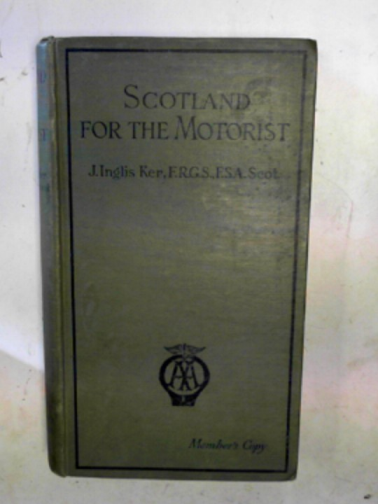 SCOTLAND
FOR THE MOTORIST
J. Inglis Ker, F.R.G.S., F.S.A. Scot.
AA
Member's Copy